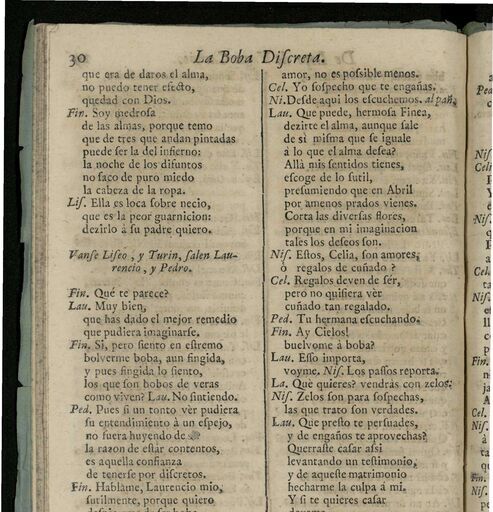 30 La Boba Discreta.
que era de daros el alma,
no puedo tener efecto,
quedad con Dios.
Fin. Soy medrosa
de las almas, porque temo
que de tres que andan pintadas
puede ser la del infierno:
la noche de los difuntos
no saco de puro miedo
la cabeza de la ropa.
Lis. Ella es loca sobre necio,
que es la peor guarnicion:
dezirlo á su padre quiero.
Vanse Liseo, y Turin, salen Lau-
rencio, y Pedro.
Fin. Qué te parece?
Lau. Muy bien,
que has dado el mejor remedio
que pudiera imaginarse.
Fin. Si, pero siento en estremo
bolverme boba, aun fingida,
y pues fingida lo siento,
los que son bobos de veras
como viven? Lau. No sintiendo.
Ped. Pues si un tonto vèr pudiera
su entendimiento à un espejo,
no fuera huyendo de
la razon de estàr contentos,
es aquella confianza
de tenerse por discretos.
Fin. Hablame, Laurencio mio,
sutilmente, porque quiero
amor, no es possible menos.
Cel. Yo sospecho que te engañas.
Ni. Desde aqui los escuchemos. al pañ.
Lau. Què puede, hermosa Finea,
dezirte el alma, aunque sale
de si misma que se iguale
à lo que el alma desea?
Allà mis sentidos tienes,
escoge de lo sutil,
presumiendo que en Abril
por amenos prados vienes.
Corta las diversas flores,
porque en mi imaginacion
tales los deseos son.
Nis. Estos, Celia, son amores,
ò regalos de cuñado?
Cel. Regalos deven de sér,
pero no quisiera vèr
cuñado tan regalado.
Ped. Tu hermana escuchando.
Fin. Ay Cielos!
buelvome à boba?
Lau. Esso importa,
voyme. Nis. Los passos reporta.
La. Què quieres? vendràs con zelos.
Nis. Zelos son para sospechas,
las que trato son verdades.
Lau. Què presto te persuades,
y de engaños te aprovechas?
Querraste casar assi
levantando un testimonio,
y de aqueste matrimonio
hecharme la culpa á mi.
Y si te quieres casar